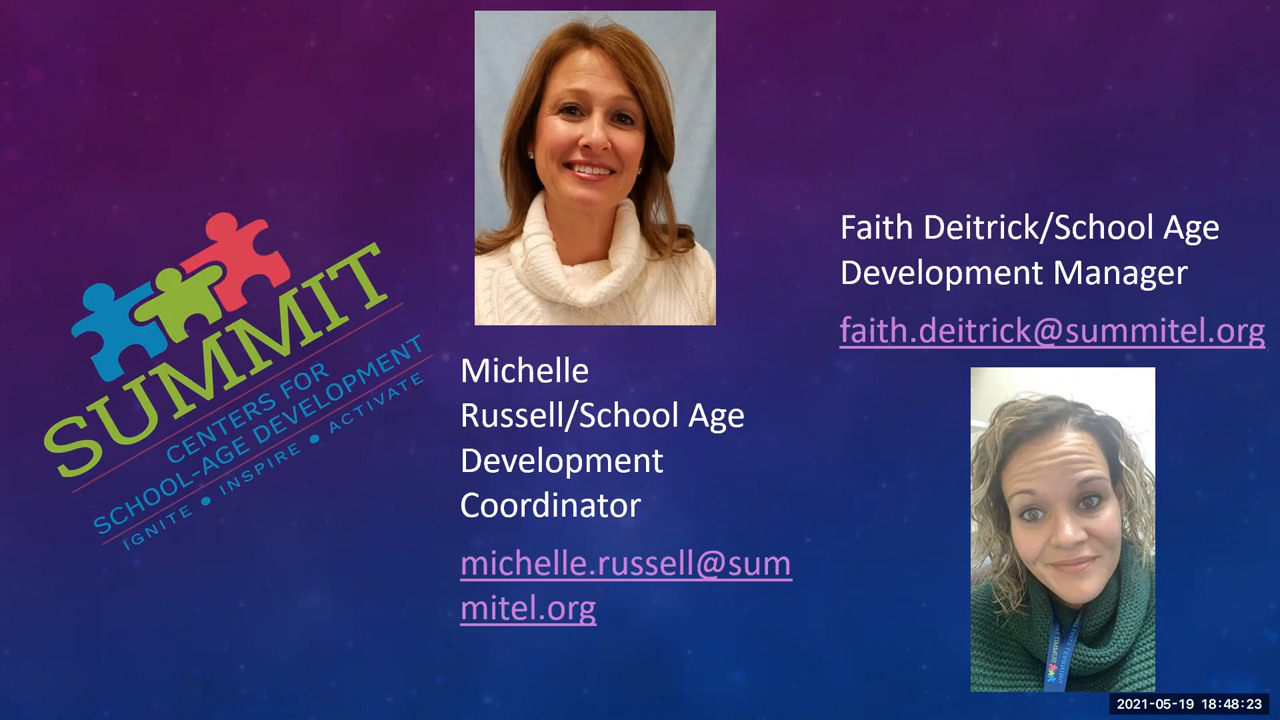 SUMMIT
CENTERS FOR
SCHOOL-AGE DEVELOPMENT
IGNITE • INSPIRE • ACTIVATE
Michelle
Russell/School Age
Development
Coordinator
michelle.russell@sum
mitel.org
Faith Deitrick/School Age
Development Manager
faith.deitrick@summitel.org
2021-05-19 18:48:23